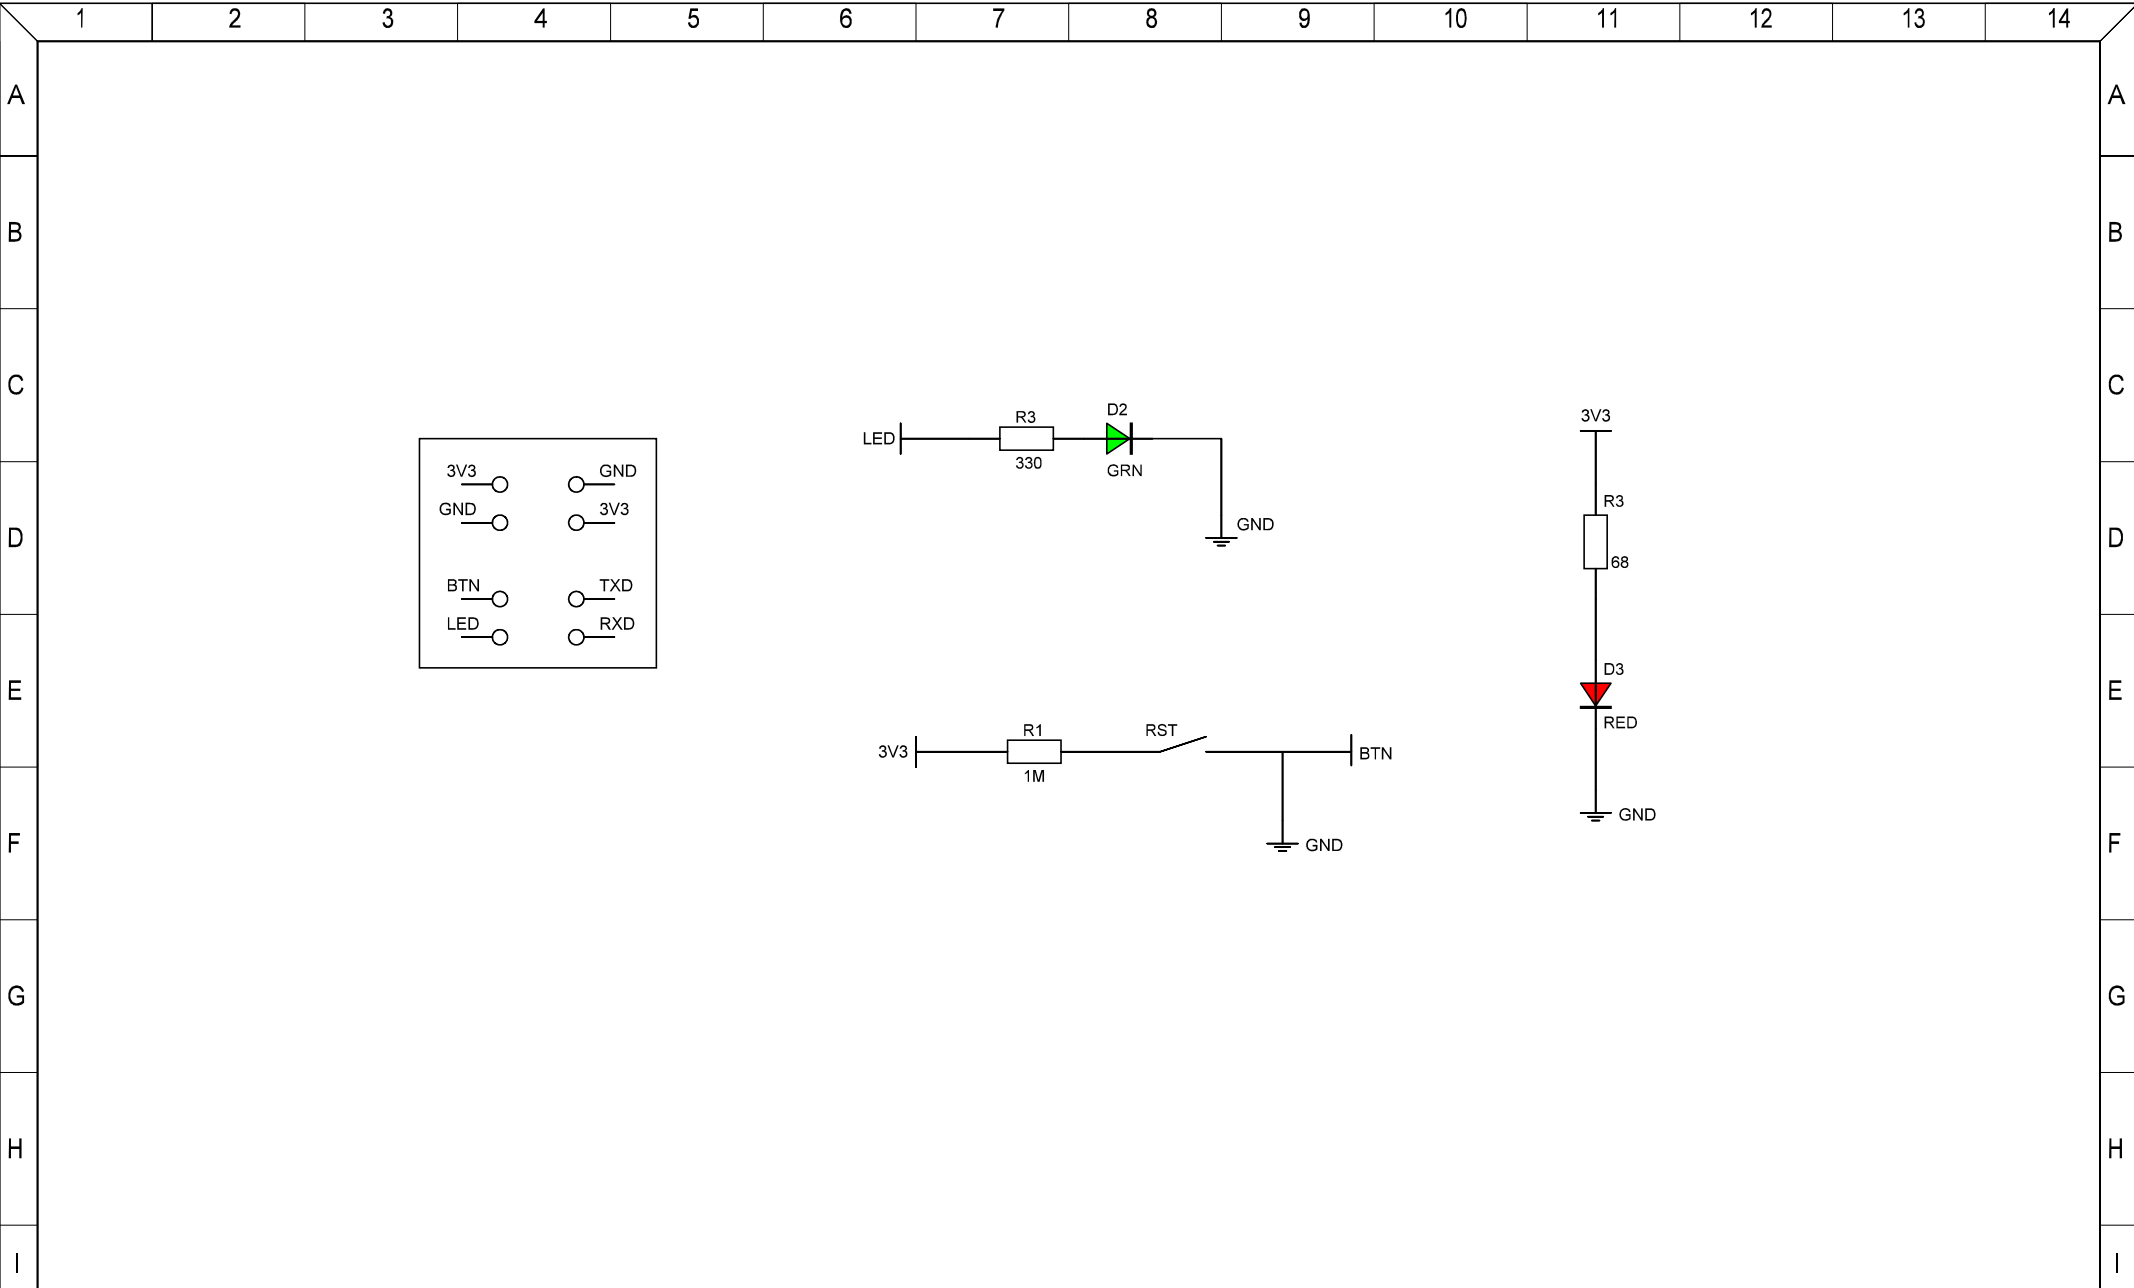 1 2 3 4 5 6 7 8 9 10 11 12 13 14
A A
B B
C C
D D
E E
F F
G G
H H
I I
3V3 GND
GND 3V3
BTN TXD
LED RXD
R3 D2
LED
330 GRN
GND
R1 RST
3V3 BTN
1M
GND
3V3
R3
68
D3
RED
GND